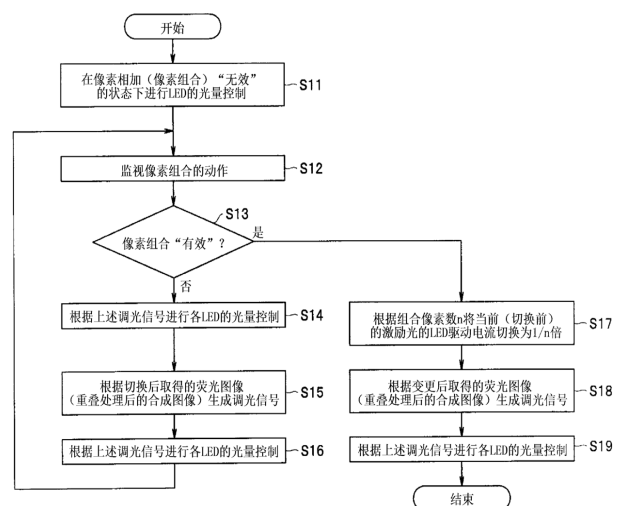 开始
在像素相加（像素组合）“无效”
的状态下进行LED的光量控制
S11
监视像素组合的动作
S12
S13
像素组合“有效”？
是
否
根据上述调光信号进行各LED的光量控制
S14
根据切换后取得的荧光图像
（重叠处理后的合成图像）生成调光信号
S15
根据上述调光信号进行各LED的光量控制
S16
根据组合像素数n将当前（切换前）
的激励光的LED驱动电流切换为1/n倍
S17
根据变更后取得的荧光图像
（重叠处理后的合成图像）生成调光信号
S18
根据上述调光信号进行各LED的光量控制
S19
结束